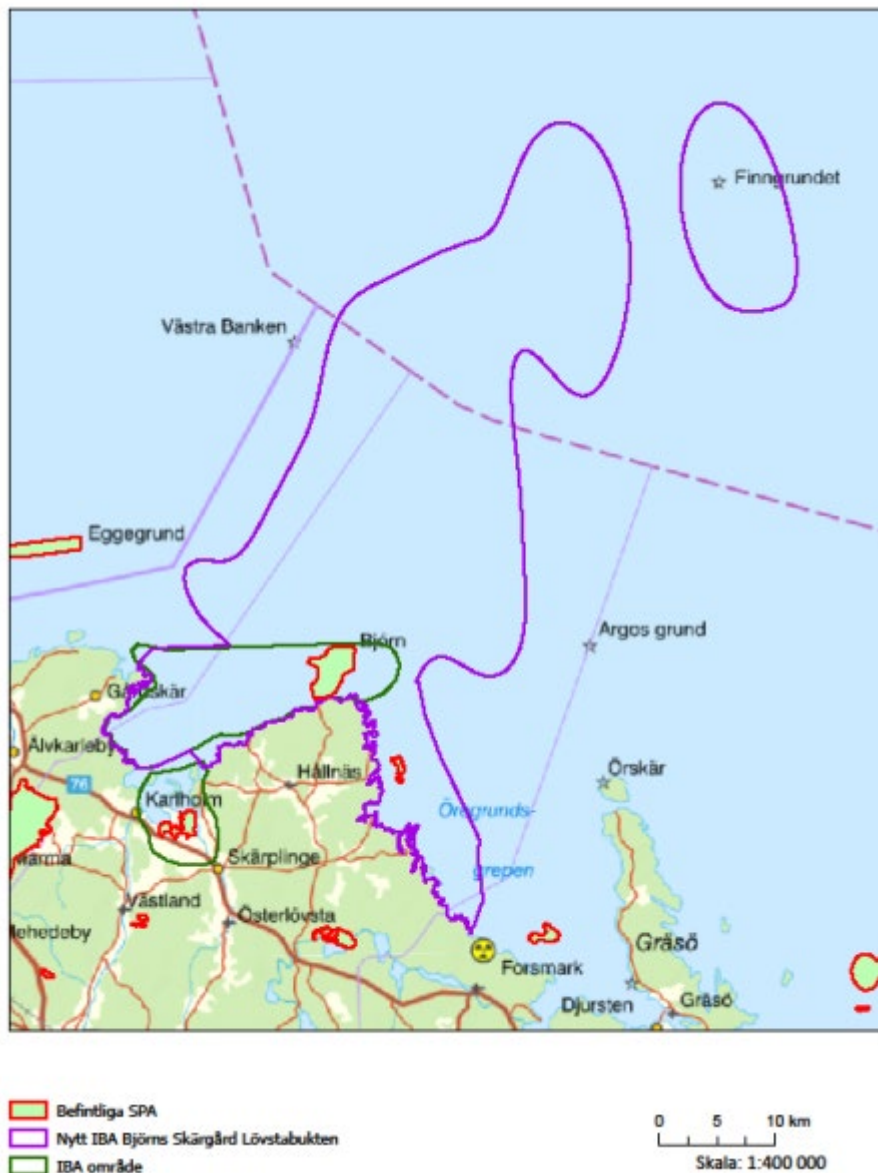 Finngrundet
Västra Banken
Eggegrund
Björn
Argos grund
Gårdskär
Älvkarleby
76
Hållnäs
Örskär
Karlholm
Öregrunds-
grepen
Marma
Skärplinge
Västland
Österlövsta
Mehedeby
Gräsö
Forsmark
Djursten
Gräsö
Befintliga SPA
Nytt IBA Björns Skärgård Lövstabukten
IBA område
0 5 10 km
Skala: 1:400 000